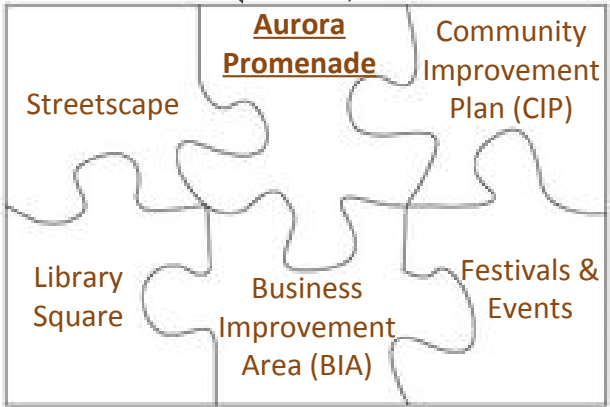 Aurora
Promenade
Community
Improvement
Plan (CIP)
Streetscape
Library
Square
Business
Improvement
Area (BIA)
Festivals &
Events